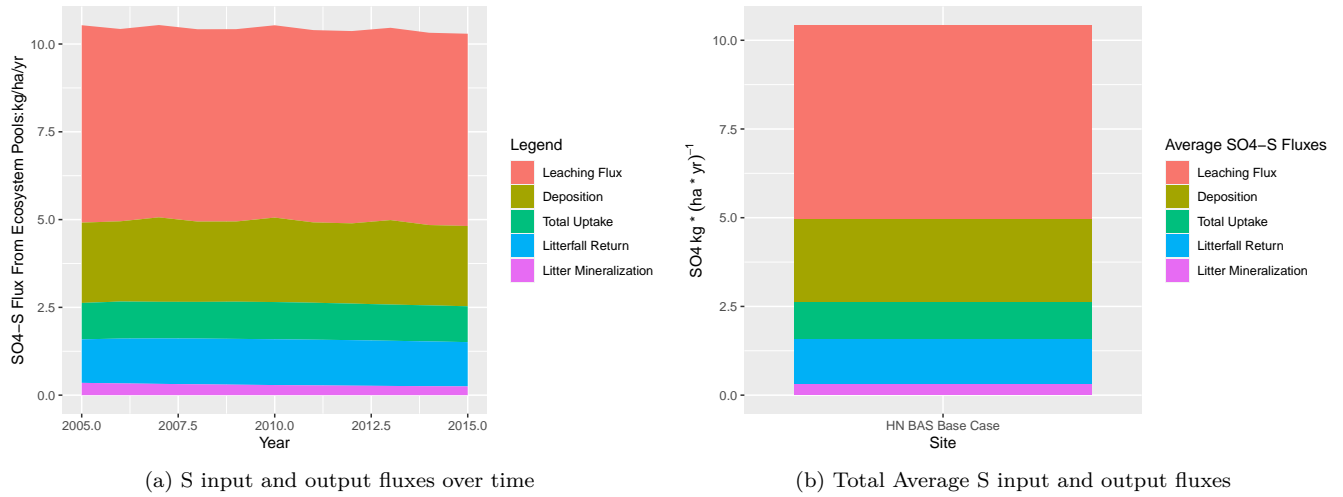 SO4−S Flux From Ecosystem Pools:kg/ha/yr
10.0
7.5
5.0
2.5
0.0
2005.0 2007.5 2010.0 2012.5 2015.0
Year
Legend
Leaching Flux
Deposition
Total Uptake
Litterfall Return
Litter Mineralization
(a) S input and output fluxes over time
SO4 kg * (ha * yr)⁻¹
10.0
7.5
5.0
2.5
0.0
HN BAS Base Case
Site
Average SO4−S Fluxes
Leaching Flux
Deposition
Total Uptake
Litterfall Return
Litter Mineralization
(b) Total Average S input and output fluxes